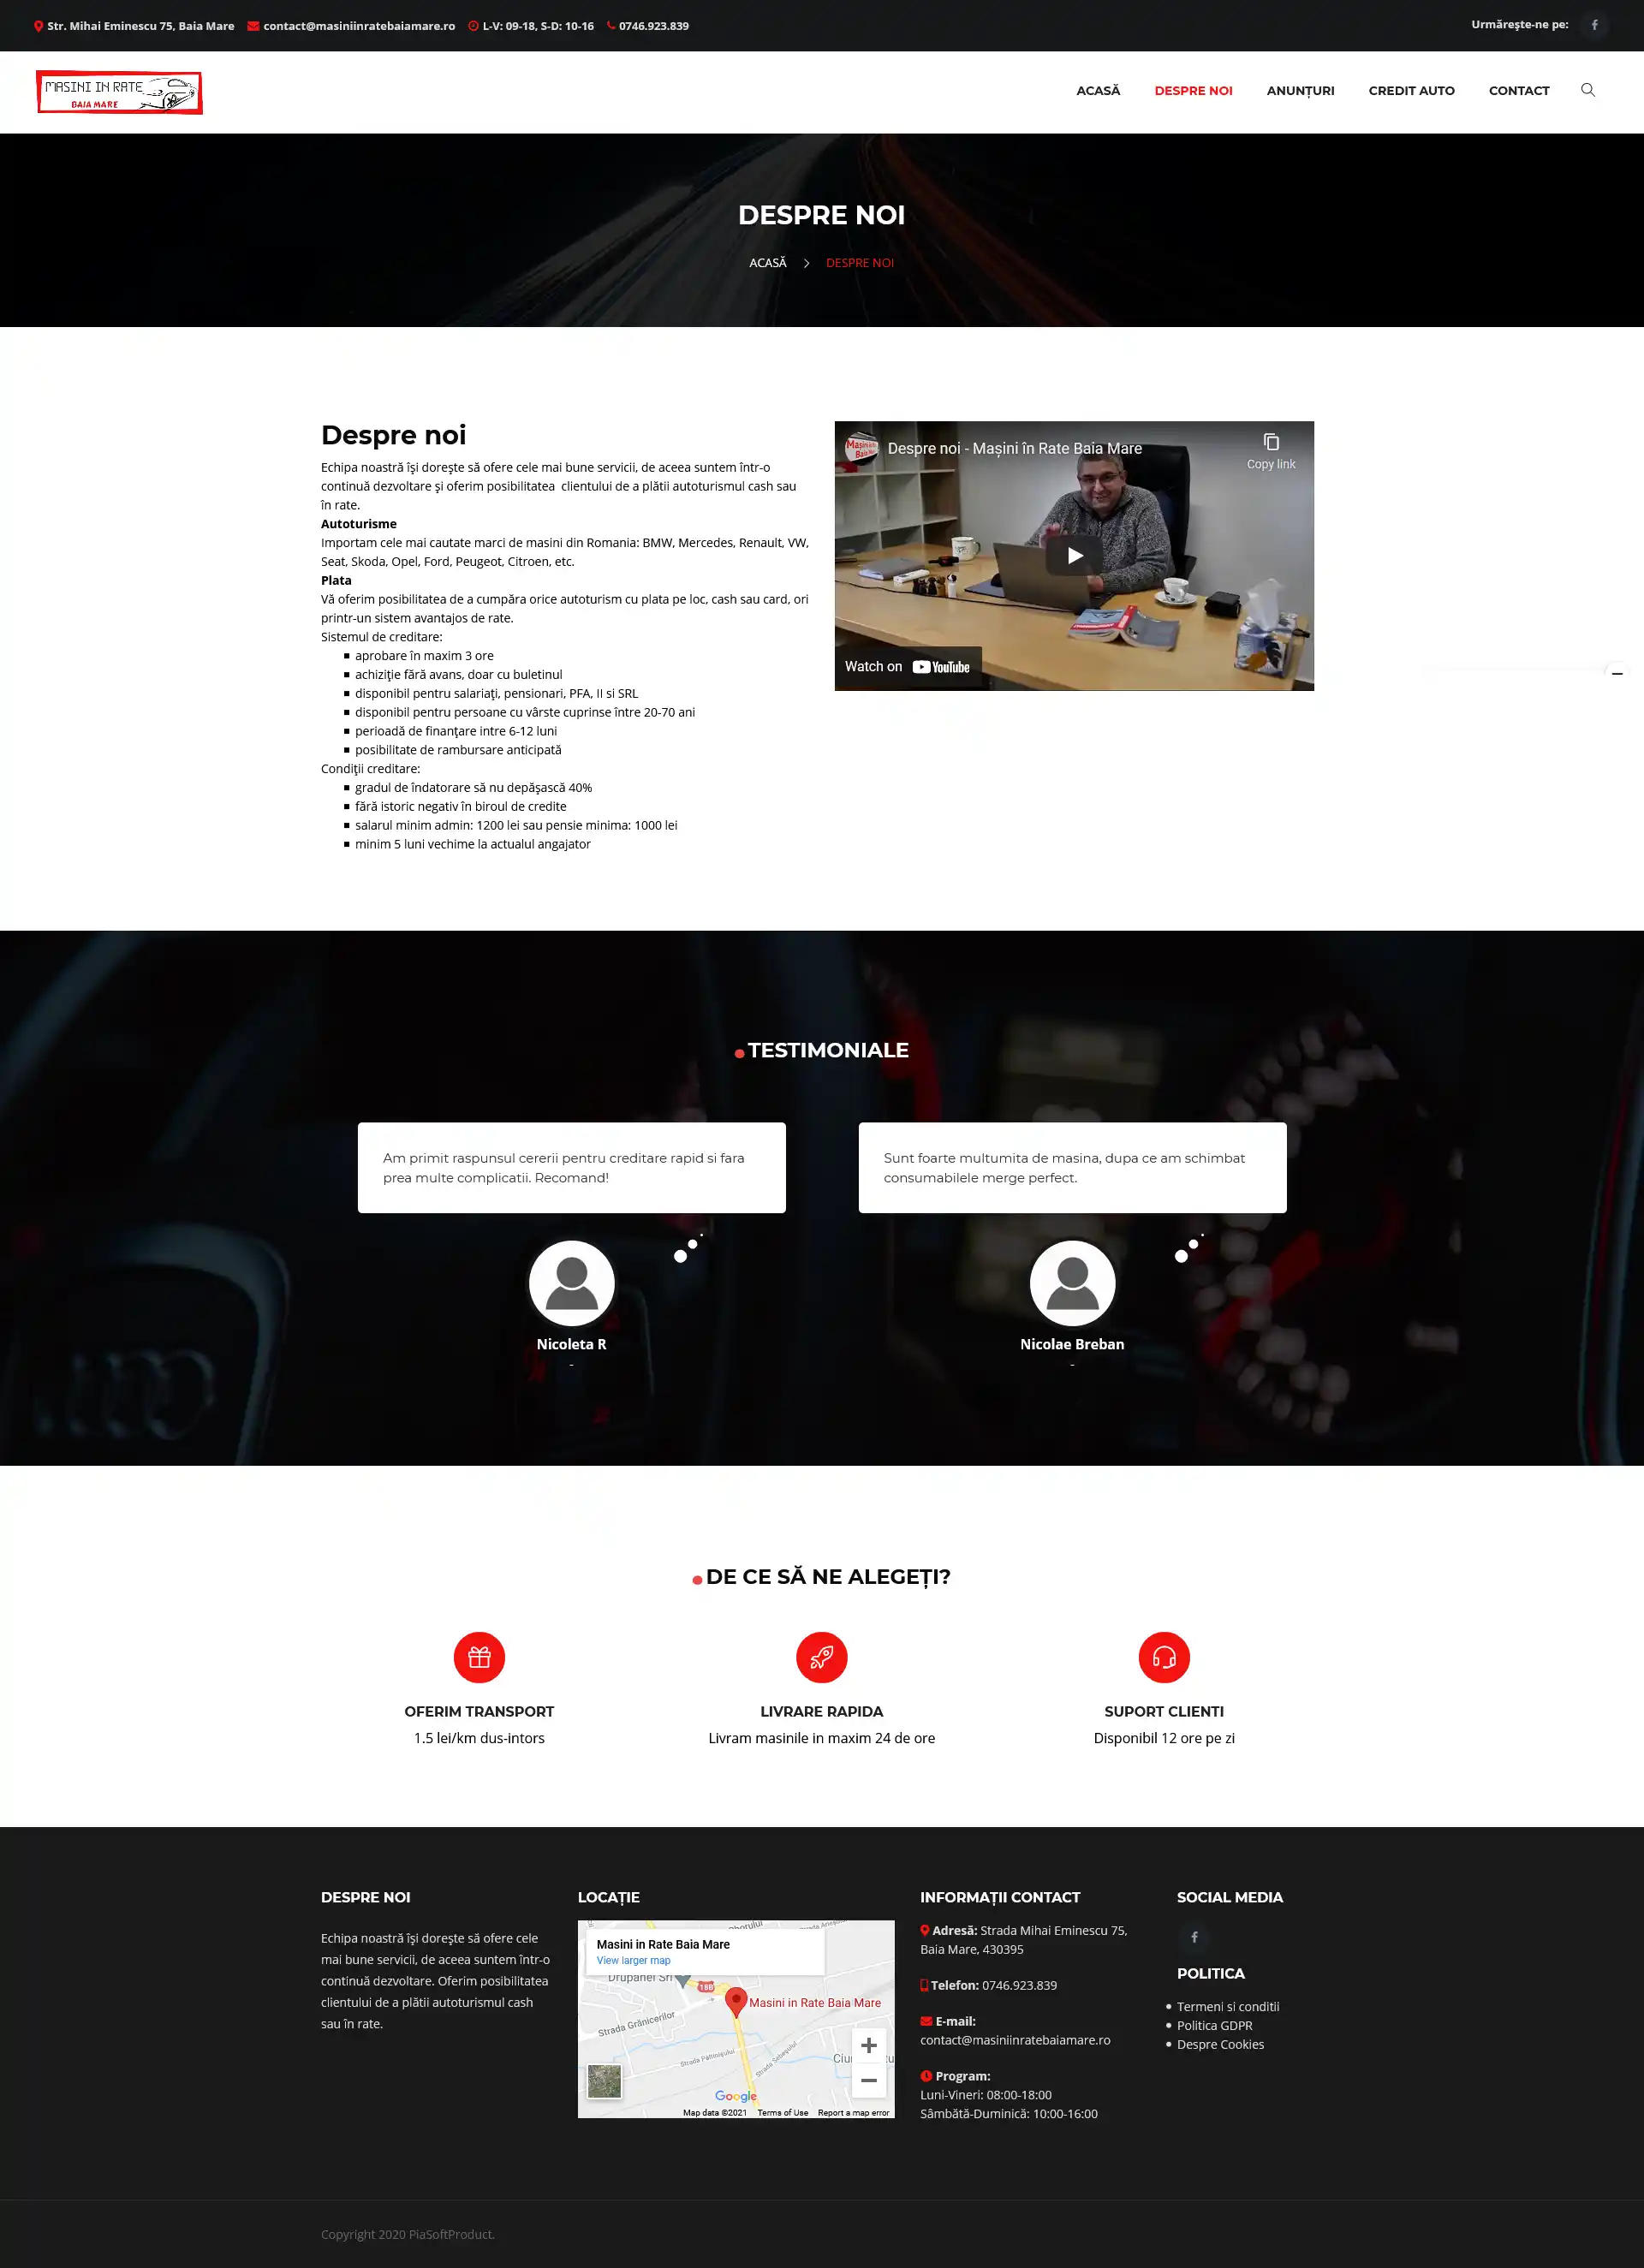 Str. Mihai Eminescu 75, Baia Mare contact@masiniinratebaiamare.ro L-V: 09-18, S-D: 10-16 0746.923.839 Urmărește-ne pe:
MASINI IN RATE
BAIA MARE
ACASĂ DESPRE NOI ANUNȚURI CREDIT AUTO CONTACT
DESPRE NOI
ACASĂ DESPRE NOI
Despre noi
Echipa noastră își dorește să ofere cele mai bune servicii, de aceea suntem într-o
continuă dezvoltare și oferim posibilitatea clientului de a plătii autoturismul cash sau
în rate.
Autoturisme
Importam cele mai cautate marci de masini din Romania: BMW, Mercedes, Renault, VW,
Seat, Skoda, Opel, Ford, Peugeot, Citroen, etc.
Plata
Vă oferim posibilitatea de a cumpăra orice autoturism cu plata pe loc, cash sau card, ori
printr-un sistem avantajos de rate.
Sistemul de creditare:
aprobare în maxim 3 ore
achiziție fără avans, doar cu buletinul
disponibil pentru salariați, pensionari, PFA, II si SRL
disponibil pentru persoane cu vârste cuprinse între 20-70 ani
perioadă de finanțare intre 6-12 luni
posibilitate de rambursare anticipată
Condiții creditare:
gradul de îndatorare să nu depășască 40%
fără istoric negativ în biroul de credite
salarul minim admin: 1200 lei sau pensie minima: 1000 lei
minim 5 luni vechime la actualul angajator
Despre noi - Mașini în Rate Baia Mare
Copy link
Watch on YouTube
TESTIMONIALE
Am primit raspunsul cererii pentru creditare rapid si fara
prea multe complicatii. Recomand!
Nicoleta R
-
Sunt foarte multumita de masina, dupa ce am schimbat
consumabilele merge perfect.
Nicolae Breban
-
DE CE SĂ NE ALEGEȚI?
OFERIM TRANSPORT
1.5 lei/km dus-intors
LIVRARE RAPIDA
Livram masinile in maxim 24 de ore
SUPORT CLIENTI
Disponibil 12 ore pe zi
DESPRE NOI
Echipa noastră își dorește să ofere cele
mai bune servicii, de aceea suntem într-o
continuă dezvoltare. Oferim posibilitatea
clientului de a plătii autoturismul cash
sau în rate.
LOCAȚIE
Masini in Rate Baia Mare
View larger map
Drupanel Srl
18B
Masini in Rate Baia Mare
Strada Grănicerilor
Strada Paltinișului
Strada Sebeșului
Google
Map data ©2021 Terms of Use Report a map error
INFORMAȚII CONTACT
Adresă: Strada Mihai Eminescu 75,
Baia Mare, 430395
Telefon: 0746.923.839
E-mail:
contact@masiniinratebaiamare.ro
Program:
Luni-Vineri: 08:00-18:00
Sâmbătă-Duminică: 10:00-16:00
SOCIAL MEDIA
POLITICA
Termeni si conditii
Politica GDPR
Despre Cookies
Copyright 2020 PiaSoftProduct.